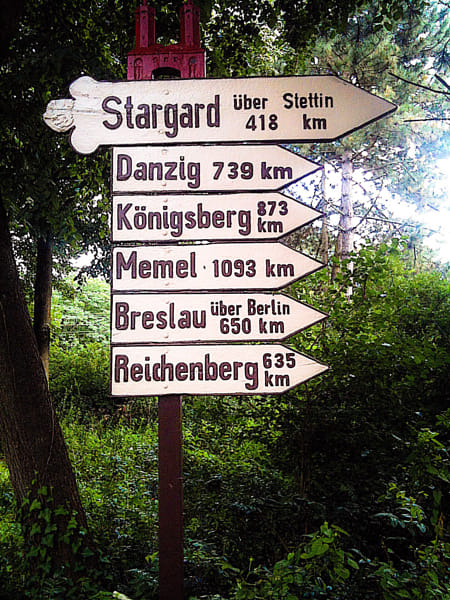 Stargard über Stettin
418 km
Danzig 739 km
Königsberg 873
km
Memel · 1093 km
Breslau über Berlin
650 km
Reichenberg 635
km